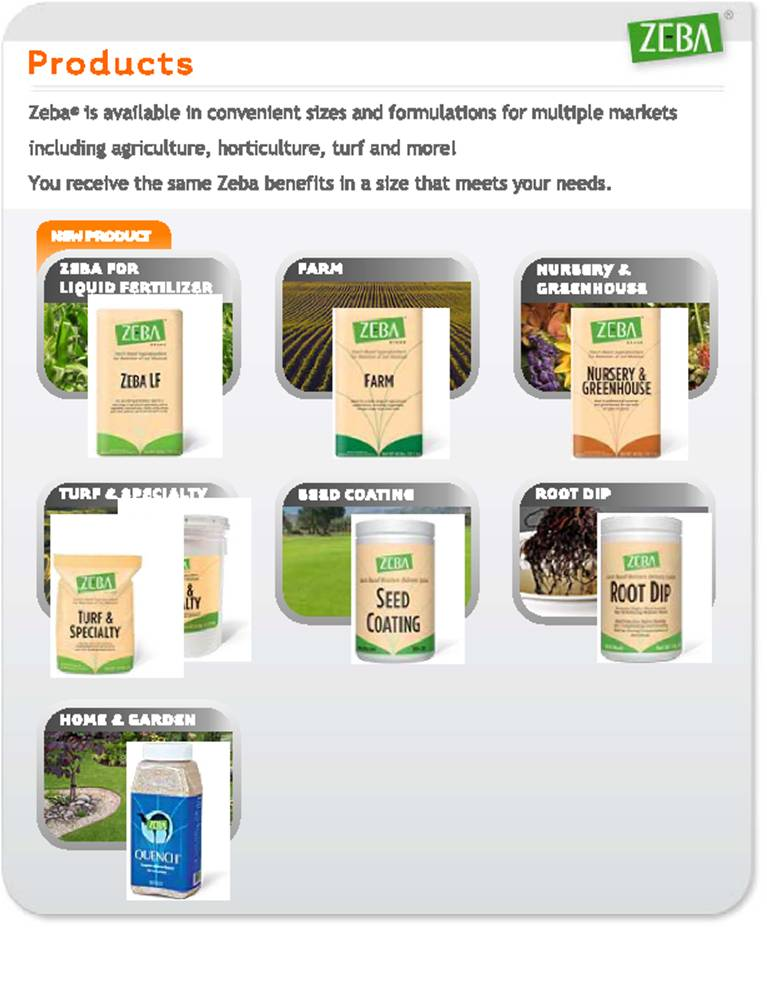 ZEBA ®
Products
Zeba® is available in convenient sizes and formulations for multiple markets
including agriculture, horticulture, turf and more!
You receive the same Zeba benefits in a size that meets your needs.
NEW PRODUCT
ZEBA FOR
LIQUID FERTILIZER
ZEBA
ZEBA LF
FARM
ZEBA
FARM
NURSERY &
GREENHOUSE
ZEBA
NURSERY &
GREENHOUSE
TURF & SPECIALTY
ZEBA
TURF &
SPECIALTY
&
LTY
SEED COATING
ZEBA
SEED
COATING
ROOT DIP
ZEBA
ROOT DIP
HOME & GARDEN
ZEBA
QUENCH